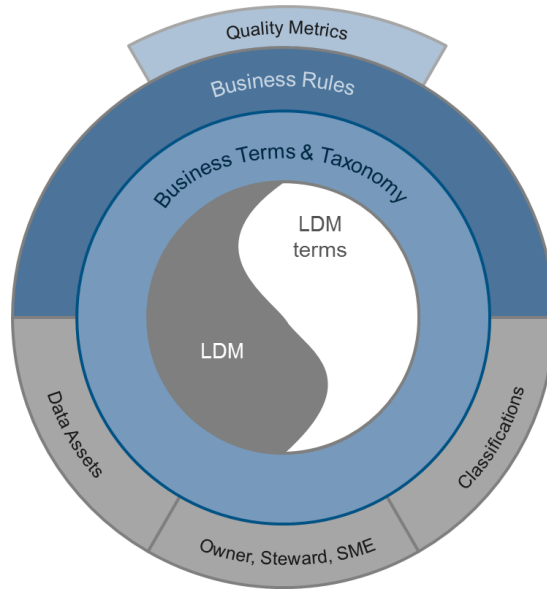 Quality Metrics
Business Rules
Business Terms & Taxonomy
LDM
terms
LDM
Data Assets
Classifications
Owner, Steward, SME